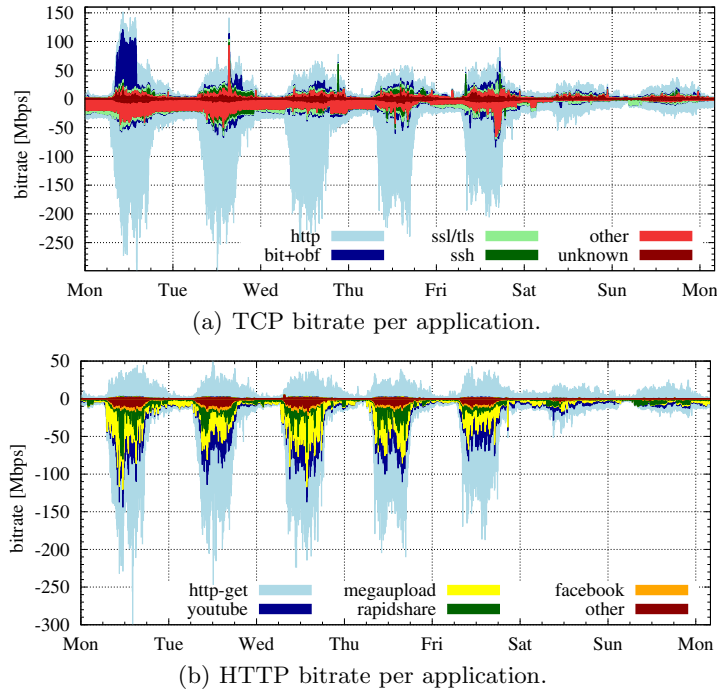 150
100
50
0
-50
-100
-150
-200
-250
bitrate [Mbps]
http ssl/tls other
bit+obf ssh unknown
Mon Tue Wed Thu Fri Sat Sun Mon
(a) TCP bitrate per application.
50
0
-50
-100
-150
-200
-250
-300
bitrate [Mbps]
http-get megaupload facebook
youtube rapidshare other
Mon Tue Wed Thu Fri Sat Sun Mon
(b) HTTP bitrate per application.